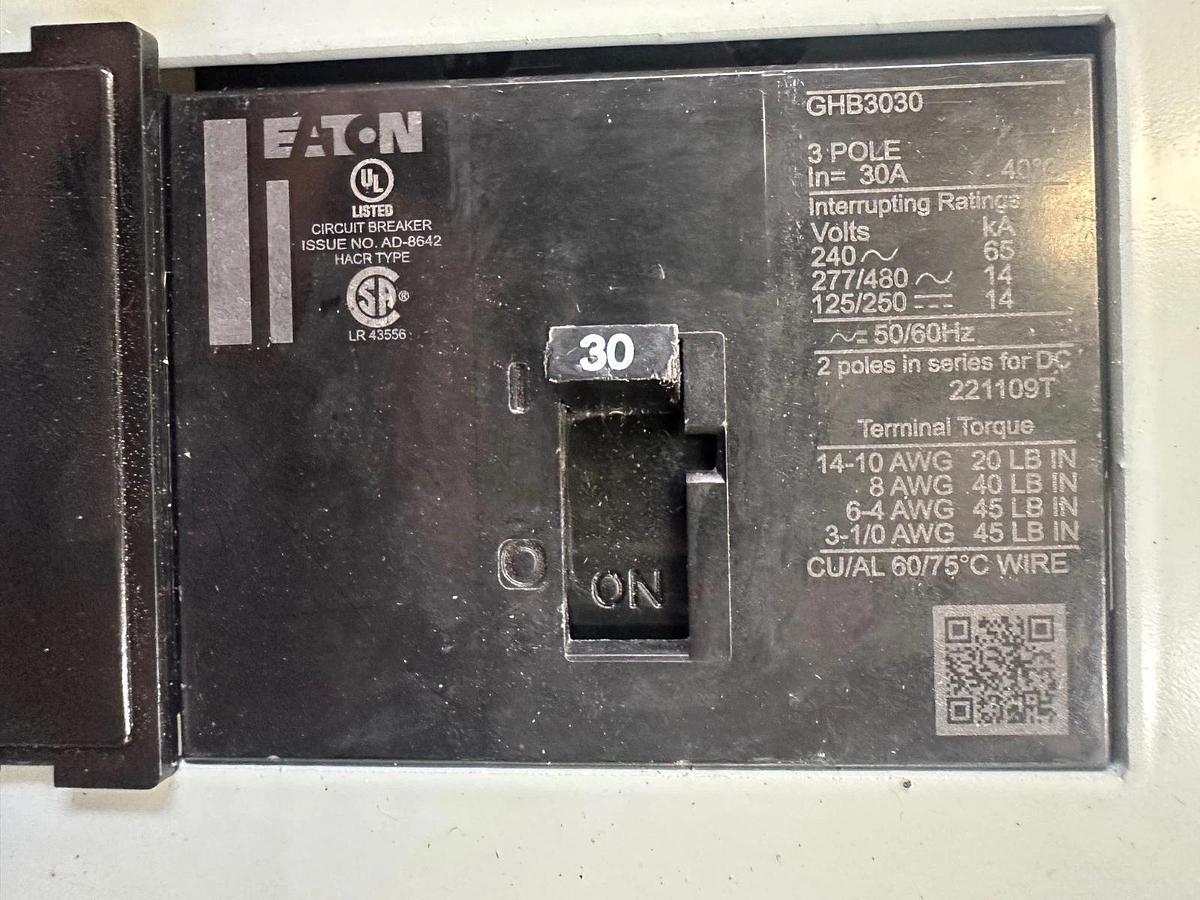 EATON
UL
LISTED
CIRCUIT BREAKER
ISSUE NO. AD-8642
HACR TYPE
SA®
LR 43556
30
I
O
ON
GHB3030
3 POLE
In= 30A 40°C
Interrupting Ratings
Volts kA
240 ~ 65
277/480 ~ 14
125/250 ⎓ 14
~⎓ 50/60Hz
2 poles in series for DC
221109T
Terminal Torque
14-10 AWG 20 LB IN
8 AWG 40 LB IN
6-4 AWG 45 LB IN
3-1/0 AWG 45 LB IN
CU/AL 60/75°C WIRE